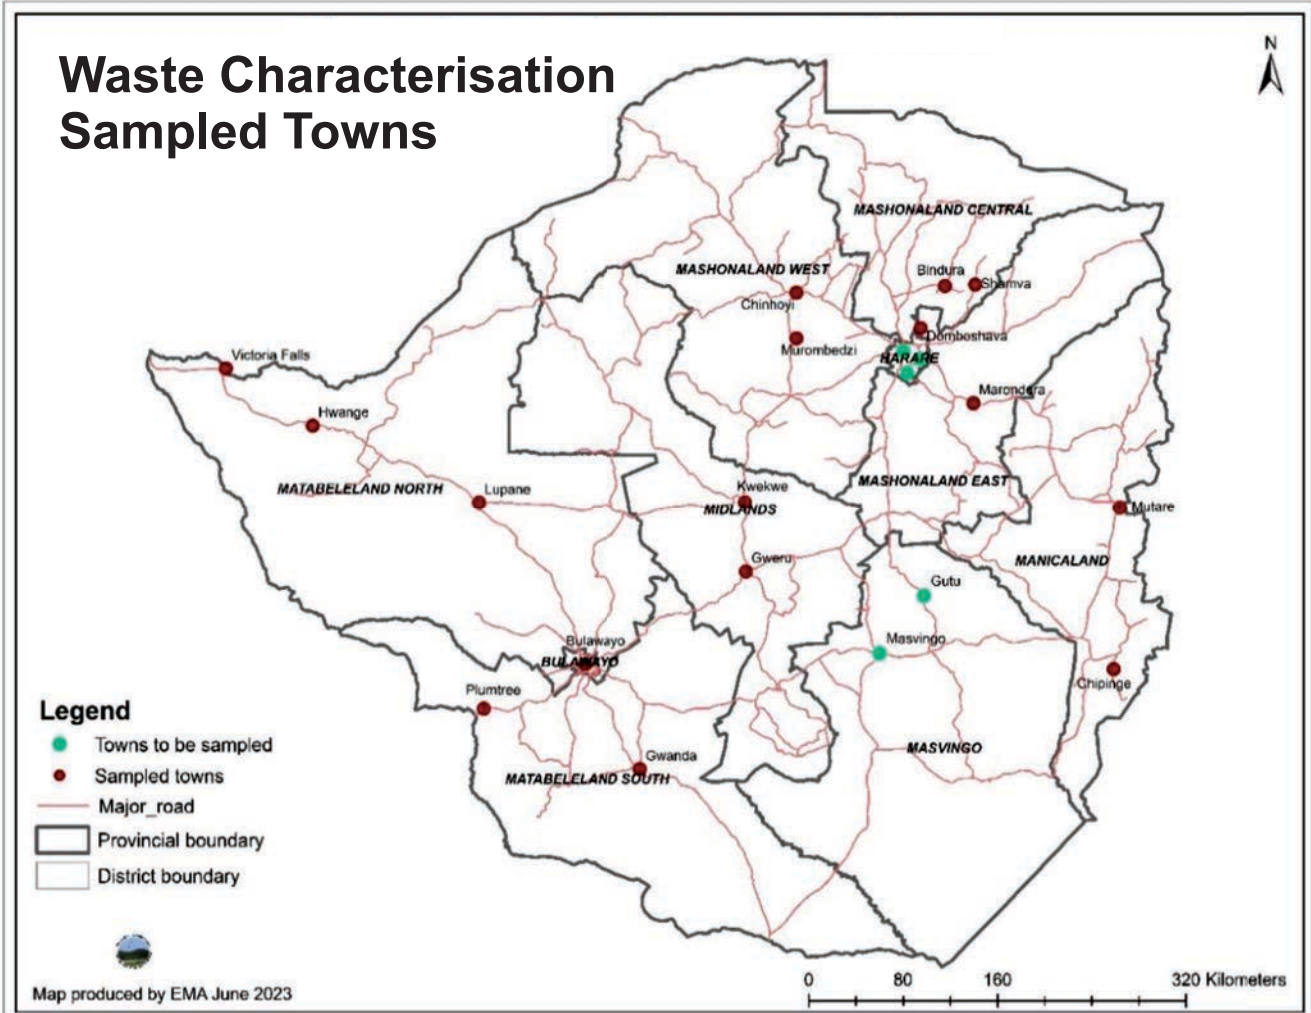 Waste Characterisation
Sampled Towns
N
MASHONALAND CENTRAL
MASHONALAND WEST
Bindura
Shamva
Chinhoyi
Domboshava
Murombedzi
HARARE
Victoria Falls
Marondera
Hwange
MASHONALAND EAST
MATABELELAND NORTH
Lupane
Kwekwe
MIDLANDS
Mutare
Gweru
MANICALAND
Gutu
Masvingo
Bulawayo
BULAWAYO
Chipinge
Plumtree
MASVINGO
Gwanda
MATABELELAND SOUTH
Legend
Towns to be sampled
Sampled towns
Major_road
Provincial boundary
District boundary
Map produced by EMA June 2023
0 80 160 320 Kilometers